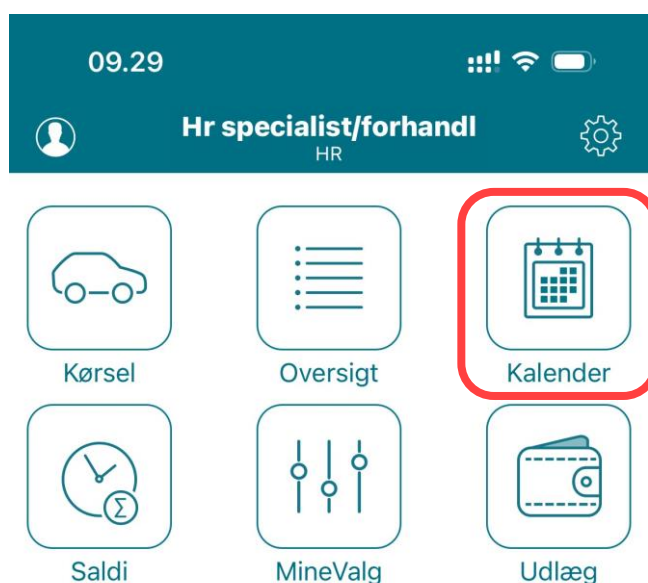 09.29
Hr specialist/forhandl
HR
Kørsel Oversigt Kalender
Σ
Saldi MineValg Udlæg